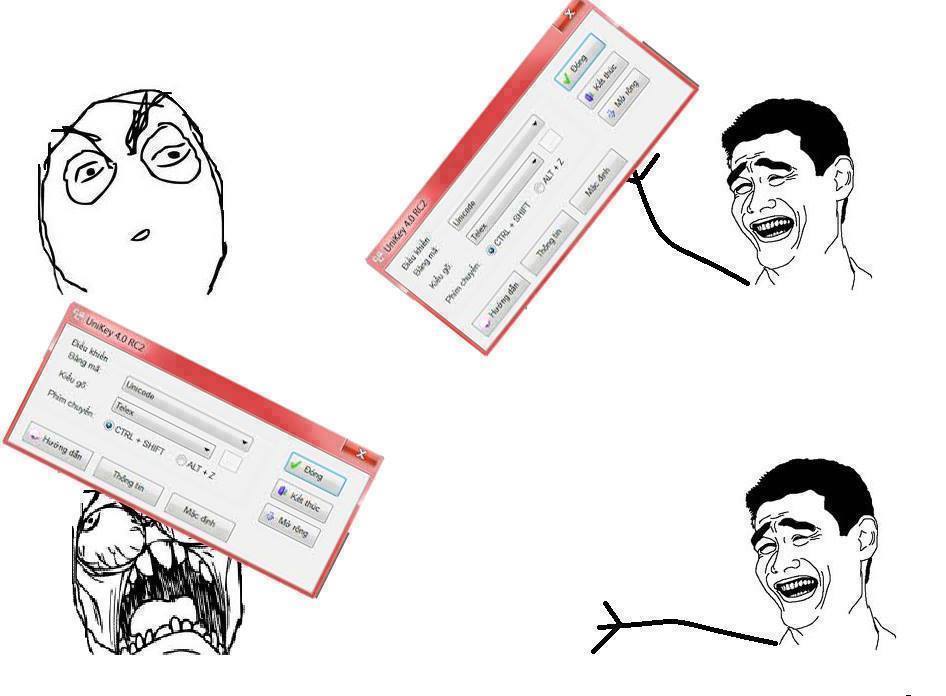 UniKey 4.0 RC2
Điều khiển
Bảng mã:
Unicode
Kiểu gõ:
Telex
Phím chuyển:
CTRL + SHIFT
ALT + Z
Đóng
Kết thúc
Mở rộng
Hướng dẫn
Thông tin
Mặc định
UniKey 4.0 RC2
Điều khiển
Bảng mã:
Unicode
Kiểu gõ:
Telex
Phím chuyển:
CTRL + SHIFT
ALT + Z
Đóng
Kết thúc
Mở rộng
Hướng dẫn
Thông tin
Mặc định